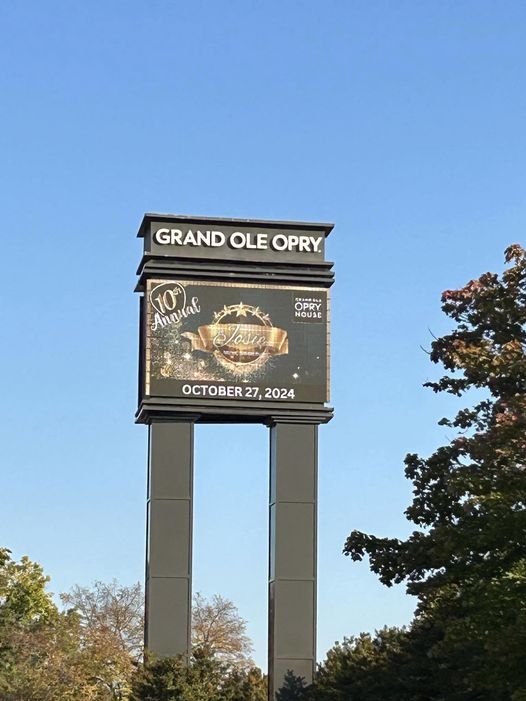 GRAND OLE OPRY
10th
Annual
GRAND OLE
OPRY
HOUSE
Josie
OCTOBER 27, 2024